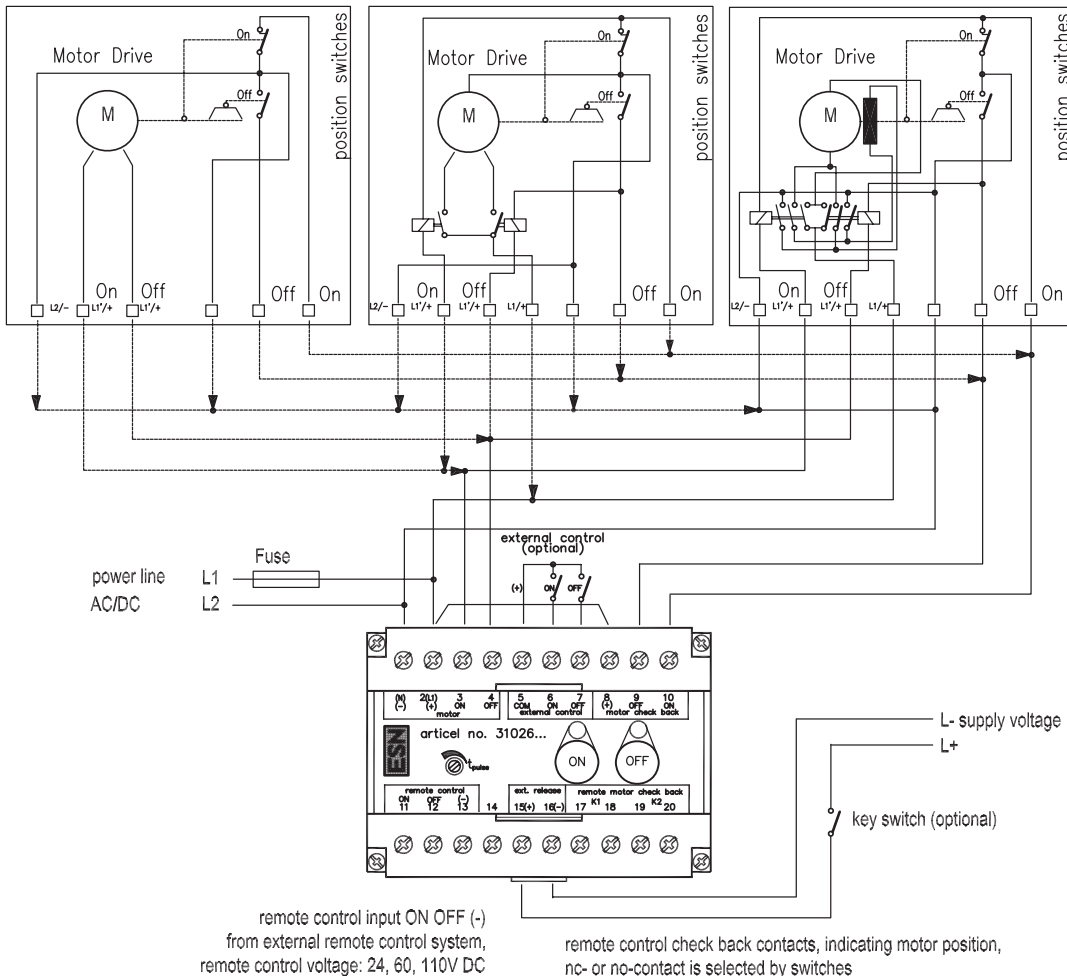 On
Motor Drive
Off
M
position switches
L2/-
On
L1'/+
Off
L1'/+
Off
On
On
Motor Drive
Off
M
position switches
L2/-
On
L1'/+
Off
L1'/+
L1/+
Off
On
On
Motor Drive
Off
M
position switches
L2/-
On
L1'/+
Off
L1'/+
L1/+
Off
On
external control
(optional)
Fuse
power line L1
AC/DC L2
(+) ON OFF
(N) 2(L1) 3 4 5 6 7 8 9 10
(-) (+) ON OFF COM ON OFF (+) OFF ON
motor external control motor check back
ESN
articel no. 31026...
tpulse
ON
OFF
remote control ext. release remote motor check back
ON OFF (-) K1 K2
11 12 13 14 15(+) 16(-) 17 18 19 20
L- supply voltage
L+
key switch (optional)
remote control input ON OFF (-)
from external remote control system,
remote control voltage: 24, 60, 110V DC
remote control check back contacts, indicating motor position,
nc- or no-contact is selected by switches